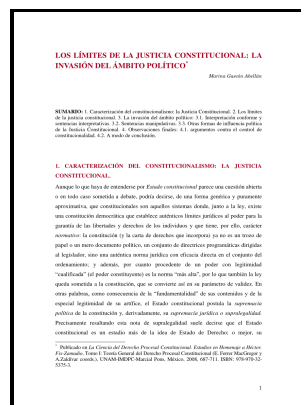 LOS LÍMITES DE LA JUSTICIA CONSTITUCIONAL: LA
INVASIÓN DEL ÁMBITO POLÍTICO*
Marina Gascón Abellán
SUMARIO: 1. Caracterización del constitucionalismo: la Justicia Constitucional. 2. Los límites
de la justicia constitucional. 3. La invasión del ámbito político: 3.1. Interpretación conforme y
sentencias interpretativas. 3.2. Sentencias manipulativas. 3.3. Otras formas de influencia política
de la Justicia Constitucional. 4. Observaciones finales: 4.1. argumentos contra el control de
constitucionalidad. 4.2. A modo de conclusión.
1. CARACTERIZACIÓN DEL CONSTITUCIONALISMO: LA JUSTICIA
CONSTITUCIONAL.
Aunque lo que haya de entenderse por Estado constitucional parece una cuestión abierta
o en todo caso sometida a debate, podría decirse, de una forma genérica y puramente
aproximativa, que constitucionales son aquellos sistemas donde, junto a la ley, existe
una constitución democrática que establece auténticos límites jurídicos al poder para la
garantía de las libertades y derechos de los individuos y que tiene, por ello, carácter
normativo: la constitución (y la carta de derechos que incorpora) ya no es un trozo de
papel o un mero documento político, un conjunto de directrices programáticas dirigidas
al legislador, sino una auténtica norma jurídica con eficacia directa en el conjunto del
ordenamiento; y además, por cuanto procedente de un poder con legitimidad
"cualificada" (el poder constituyente) es la norma "más alta", por lo que también la ley
queda sometida a la constitución, que se convierte así en su parámetro de validez. En
otras palabras, como consecuencia de la "fundamentalidad" de sus contenidos y de la
especial legitimidad de su artífice, el Estado constitucional postula la supremacía
política de la constitución y, derivadamente, su supremacía jurídica o supralegalidad.
Precisamente resaltando esta nota de supralegalidad suele decirse que el Estado
constitucional es un estadio más de la idea de Estado de Derecho; o mejor, su
* Publicado en La Ciencia del Derecho Procesal Constitucional. Estudios en Homenaje a Héctor
Fix-Zamudio, Tomo I: Teoría General del Derecho Procesal Constitucional (E. Ferrer MacGregor y
A.Zaldívar coords.), UNAM-IMDPC-Marcial Pons, México, 2008, 687-711. ISBN: 978-970-32-
5375-3.
1